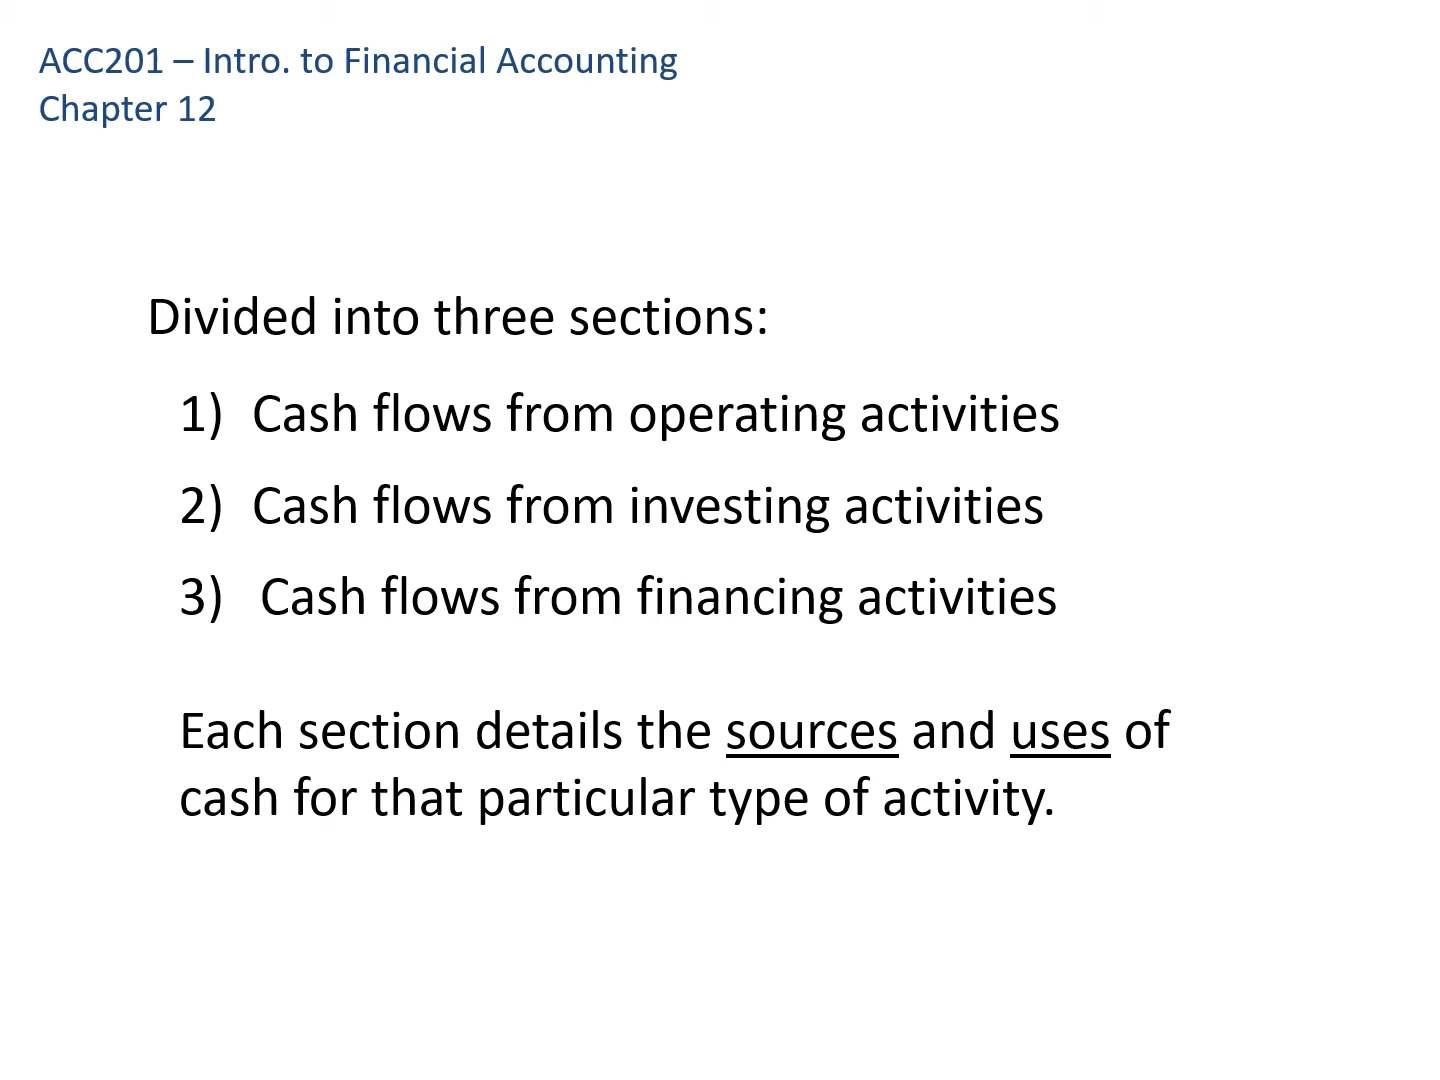 ACC201 – Intro. to Financial Accounting
Chapter 12
Divided into three sections:
1) Cash flows from operating activities
2) Cash flows from investing activities
3) Cash flows from financing activities
Each section details the sources and uses of
cash for that particular type of activity.